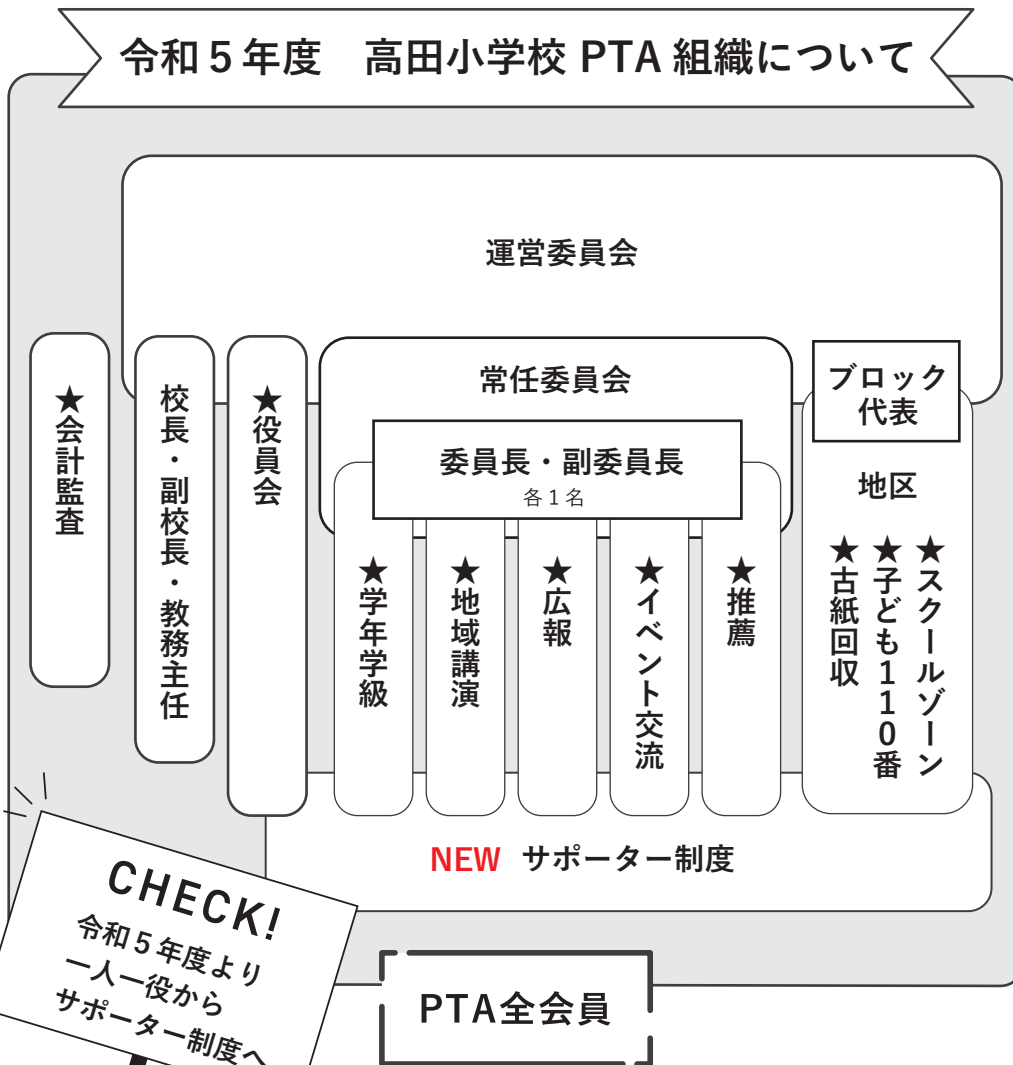 令和５年度　高田小学校 PTA 組織について
運営委員会
★会計監査
校長・副校長・教務主任
★役員会
常任委員会
委員長・副委員長
各１名
★学年学級
★地域講演
★広報
★イベント交流
★推薦
ブロック
代表
地区
★スクールゾーン
★子ども110番
★古紙回収
NEW サポーター制度
CHECK!
令和５年度より
一人一役から
サポーター制度へ
PTA全会員